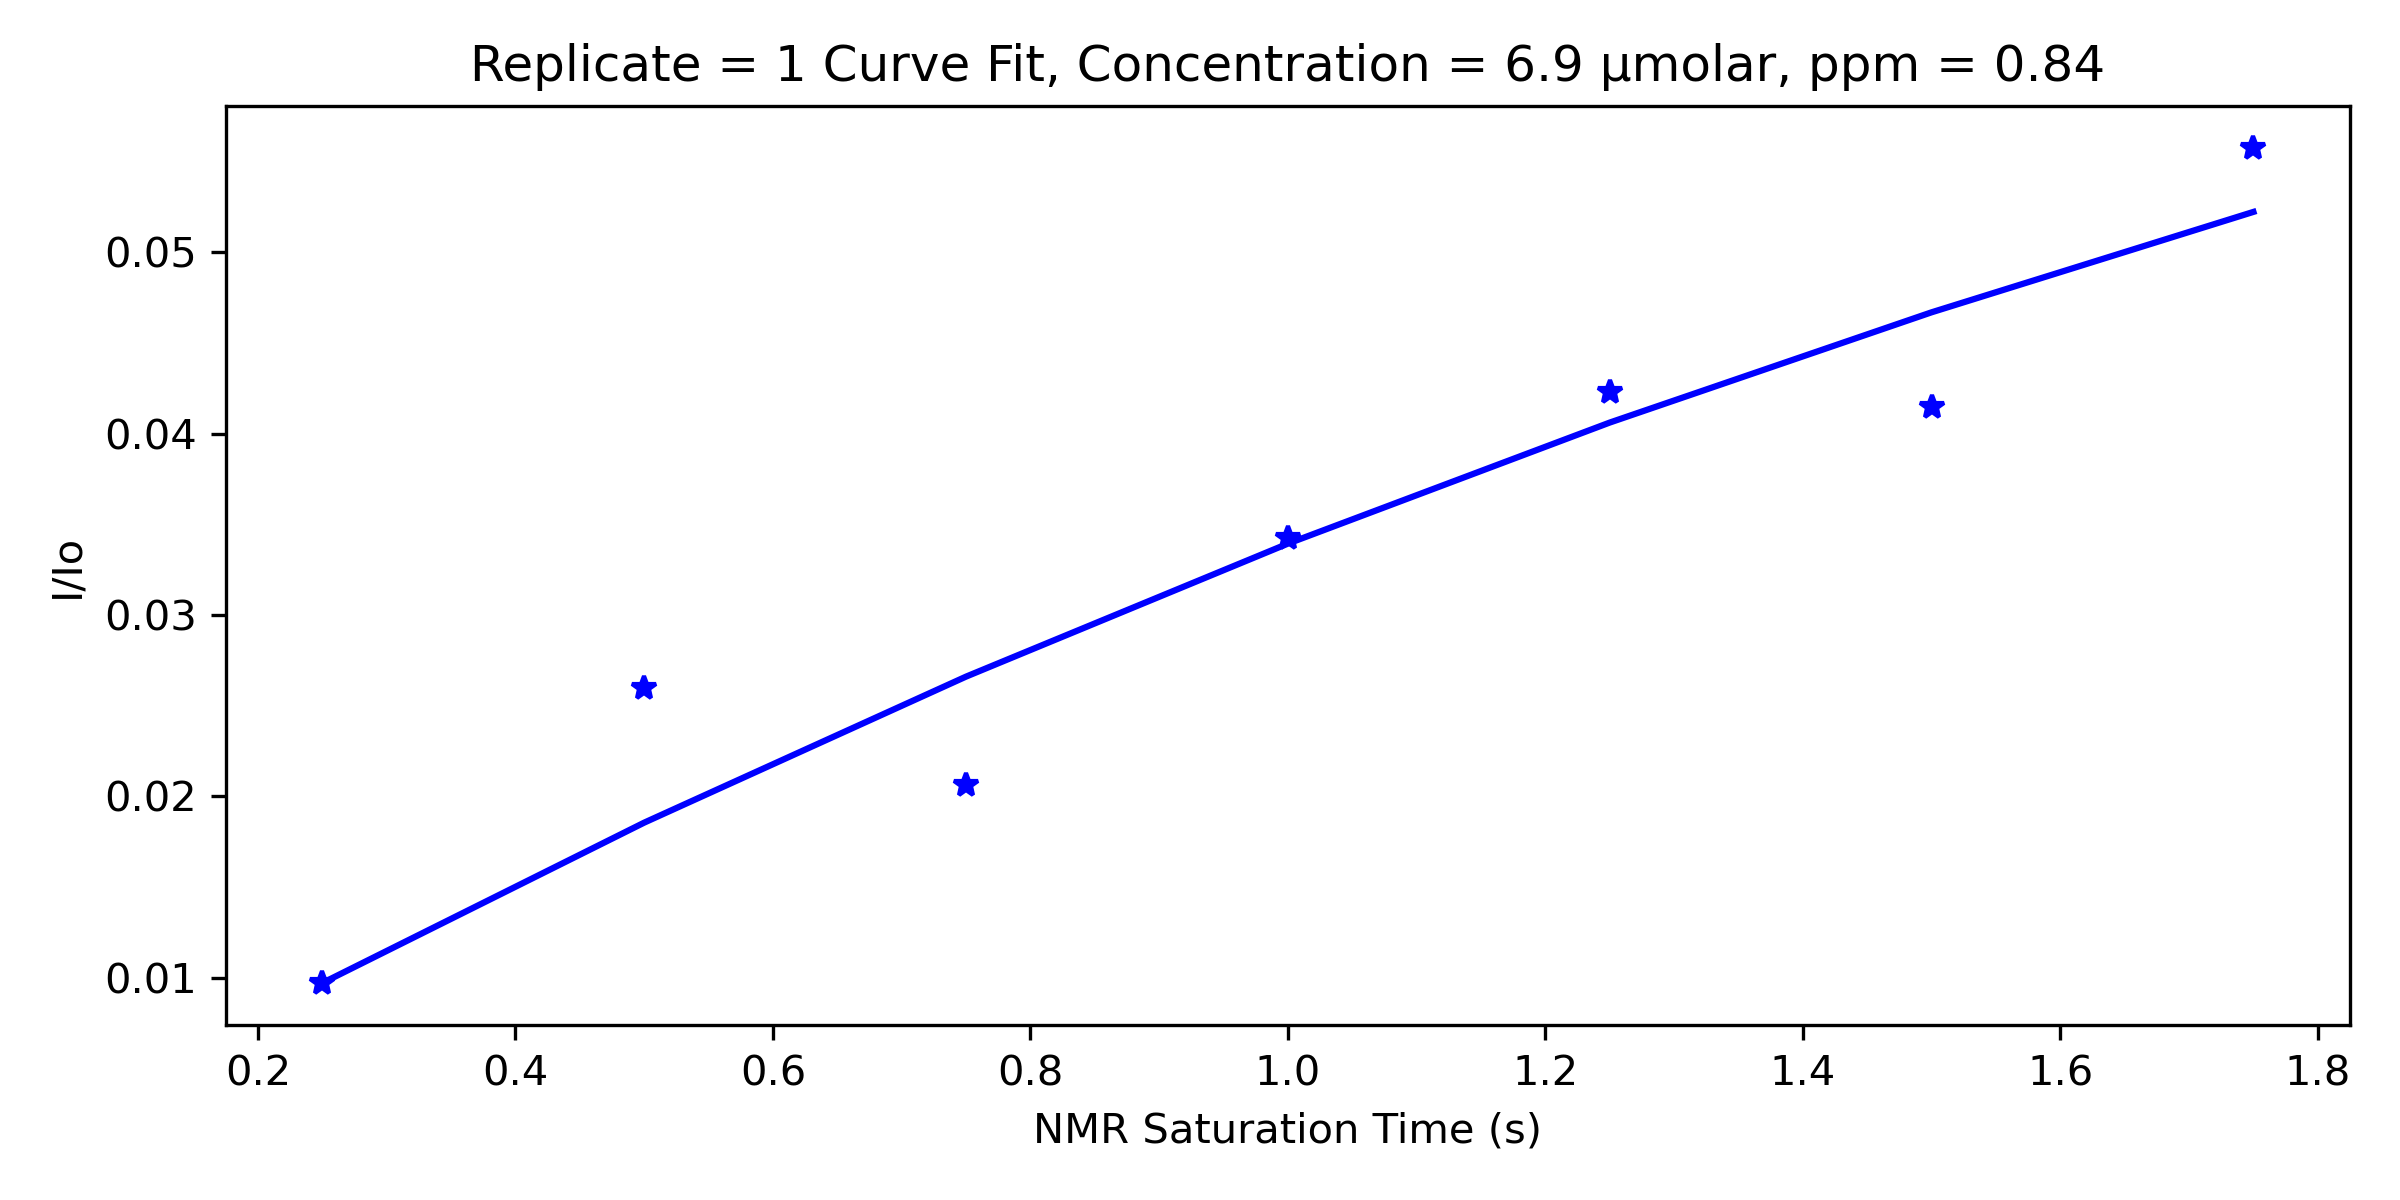 Replicate = 1 Curve Fit, Concentration = 6.9 µmolar, ppm = 0.84
0.05
0.04
0.03
0.02
0.01
I/Io
0.2 0.4 0.6 0.8 1.0 1.2 1.4 1.6 1.8
NMR Saturation Time (s)